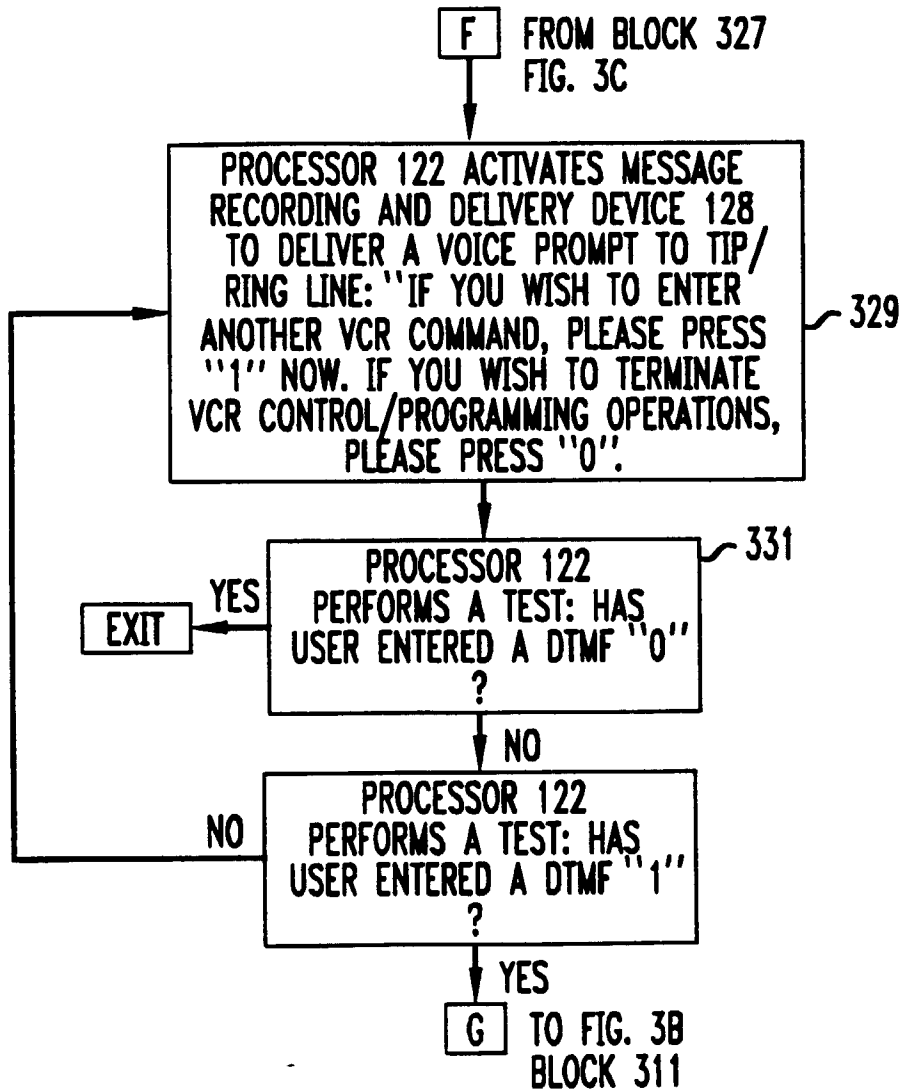 F FROM BLOCK 327
FIG. 3C
PROCESSOR 122 ACTIVATES MESSAGE
RECORDING AND DELIVERY DEVICE 128
TO DELIVER A VOICE PROMPT TO TIP/
RING LINE: "IF YOU WISH TO ENTER
ANOTHER VCR COMMAND, PLEASE PRESS
"1" NOW. IF YOU WISH TO TERMINATE
VCR CONTROL/PROGRAMMING OPERATIONS,
PLEASE PRESS "0".
329
PROCESSOR 122
PERFORMS A TEST: HAS
USER ENTERED A DTMF "0"
?
331
YES
EXIT
NO
PROCESSOR 122
PERFORMS A TEST: HAS
USER ENTERED A DTMF "1"
?
NO
YES
G TO FIG. 3B
BLOCK 311